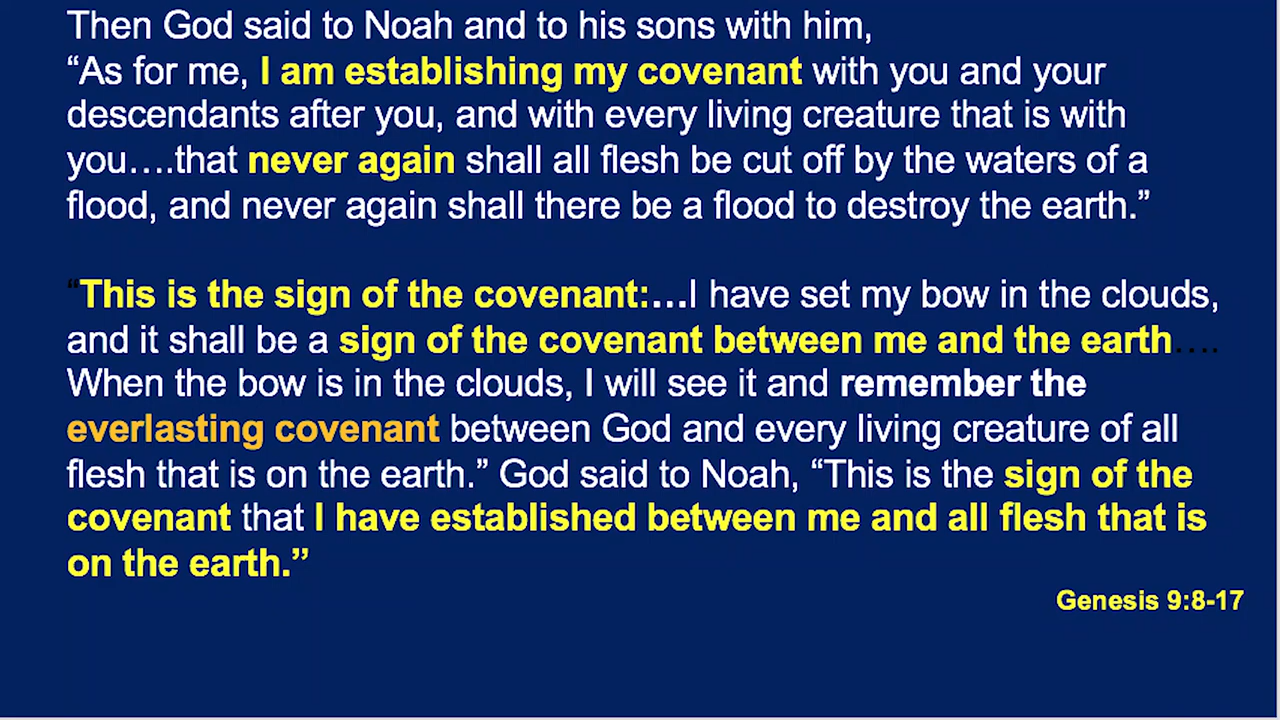 Then God said to Noah and to his sons with him,
“As for me, I am establishing my covenant with you and your
descendants after you, and with every living creature that is with
you….that never again shall all flesh be cut off by the waters of a
flood, and never again shall there be a flood to destroy the earth.”
“This is the sign of the covenant:…I have set my bow in the clouds,
and it shall be a sign of the covenant between me and the earth….
When the bow is in the clouds, I will see it and remember the
everlasting covenant between God and every living creature of all
flesh that is on the earth.” God said to Noah, “This is the sign of the
covenant that I have established between me and all flesh that is
on the earth.”
Genesis 9:8-17